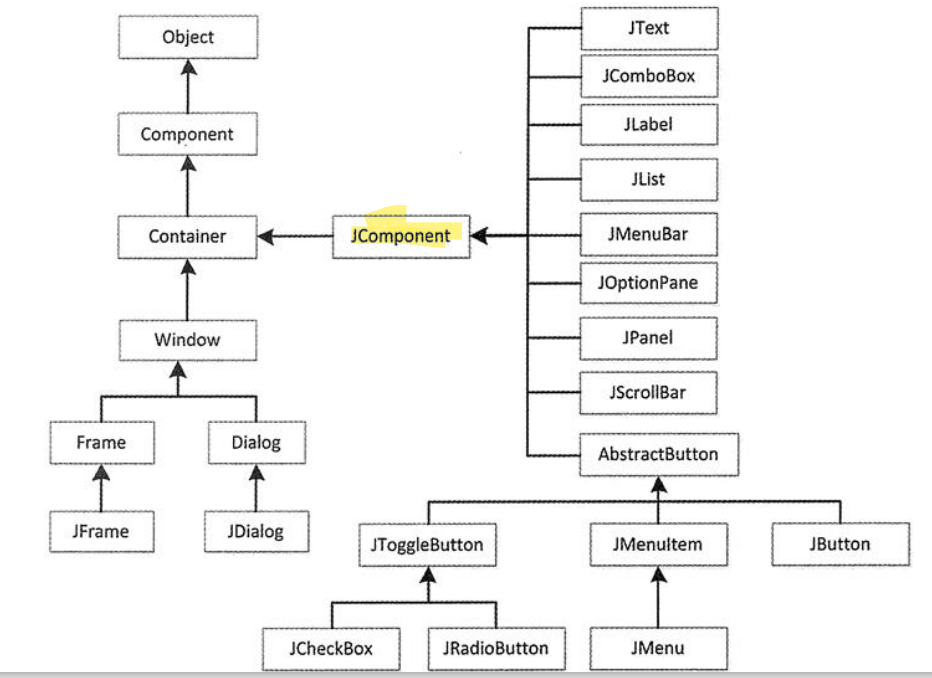 Object
Component
Container
JComponent
Window
Frame
Dialog
JFrame
JDialog
JText
JComboBox
JLabel
JList
JMenuBar
JOptionPane
JPanel
JScrollBar
AbstractButton
JToggleButton
JMenuItem
JButton
JCheckBox
JRadioButton
JMenu